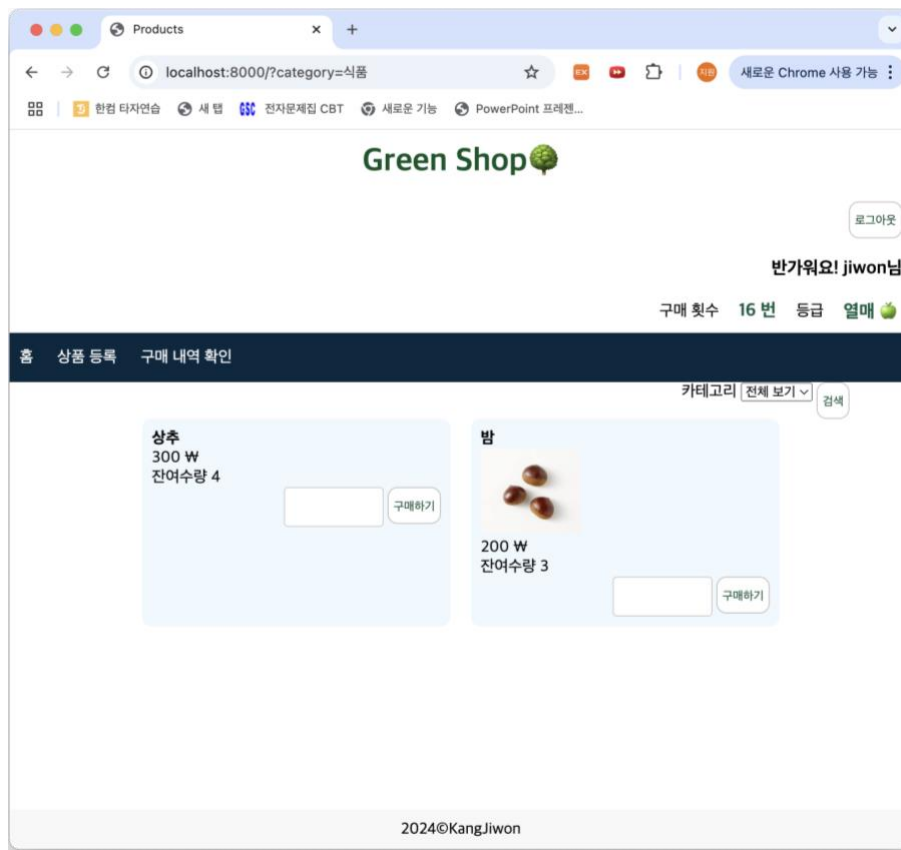 Products
localhost:8000/?category=식품
EX
지원
새로운 Chrome 사용 가능
한컴 타자연습
새 탭
전자문제집 CBT
새로운 기능
PowerPoint 프레젠...
Green Shop
로그아웃
반가워요! jiwon님
구매 횟수 16 번 등급 열매
홈 상품 등록 구매 내역 확인
카테고리 전체 보기 검색
상추
300 ₩
잔여수량 4
구매하기
밤
200 ₩
잔여수량 3
구매하기
2024©KangJiwon